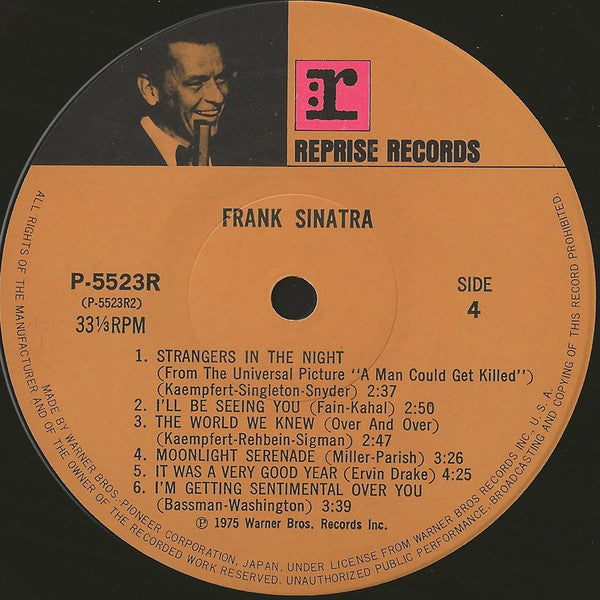 r
REPRISE RECORDS
FRANK SINATRA
P-5523R
(P-5523R2)
33⅓RPM
SIDE
4
1. STRANGERS IN THE NIGHT
(From The Universal Picture "A Man Could Get Killed")
(Kaempfert-Singleton-Snyder) 2:37
2. I'LL BE SEEING YOU (Fain-Kahal) 2:50
3. THE WORLD WE KNEW (Over And Over)
(Kaempfert-Rehbein-Sigman) 2:47
4. MOONLIGHT SERENADE (Miller-Parish) 3:26
5. IT WAS A VERY GOOD YEAR (Ervin Drake) 4:25
6. I'M GETTING SENTIMENTAL OVER YOU
(Bassman-Washington) 3:39
Ⓟ 1975 Warner Bros. Records Inc.
ALL RIGHTS OF THE MANUFACTURER AND OF THE OWNER OF THE RECORDED WORK RESERVED. UNAUTHORIZED PUBLIC PERFORMANCE, BROADCASTING AND COPYING OF THIS RECORD PROHIBITED.
MADE BY WARNER BROS. PIONEER CORPORATION, JAPAN, UNDER LICENSE FROM WARNER BROS RECORDS INC., U.S.A.